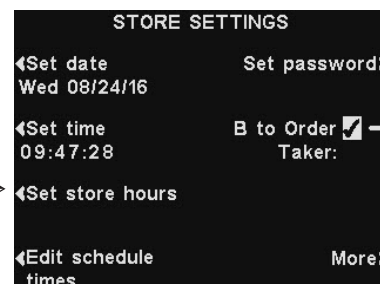 STORE SETTINGS
Set date
Wed 08/24/16
Set password
Set time
09:47:28
B to Order
Taker:
Set store hours
Edit schedule
times
More